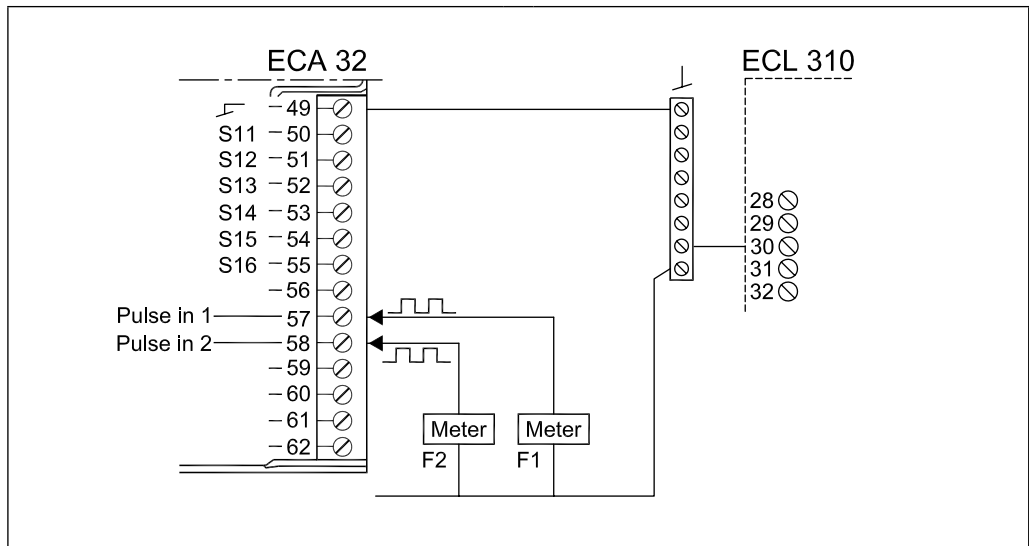 ECA 32
ECL 310
49
S11 50
S12 51
S13 52
S14 53
S15 54
S16 55
56
Pulse in 1 57
Pulse in 2 58
59
60
61
62
28
29
30
31
32
Meter
Meter
F2
F1